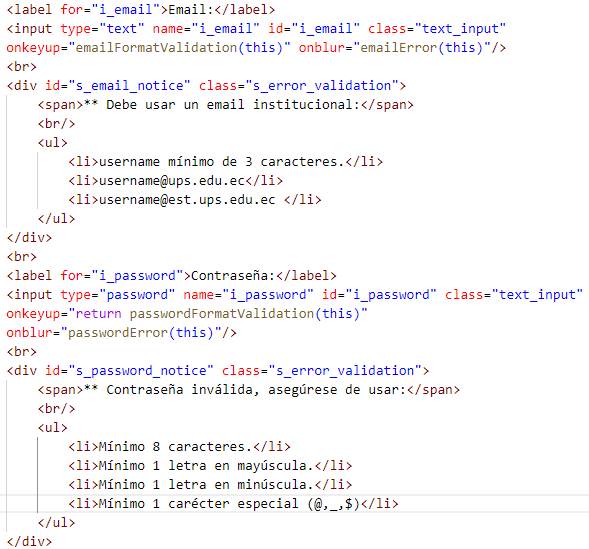 <label for="i_email">Email:</label>
<input type="text" name="i_email" id="i_email" class="text_input"
onkeyup="emailFormatValidation(this)" onblur="emailError(this)"/>
<br>
<div id="s_email_notice" class="s_error_validation">
<span>** Debe usar un email institucional:</span>
<br/>
<ul>
<li>username mínimo de 3 caracteres.</li>
<li>username@ups.edu.ec</li>
<li>username@est.ups.edu.ec </li>
</ul>
</div>
<br>
<label for="i_password">Contraseña:</label>
<input type="password" name="i_password" id="i_password" class="text_input"
onkeyup="return passwordFormatValidation(this)"
onblur="passwordError(this)"/>
<br>
<div id="s_password_notice" class="s_error_validation">
<span>** Contraseña inválida, asegúrese de usar:</span>
<br/>
<ul>
<li>Mínimo 8 caracteres.</li>
<li>Mínimo 1 letra en mayúscula.</li>
<li>Mínimo 1 letra en minúscula.</li>
<li>Mínimo 1 carécter especial (@,_,$)</li>
</ul>
</div>